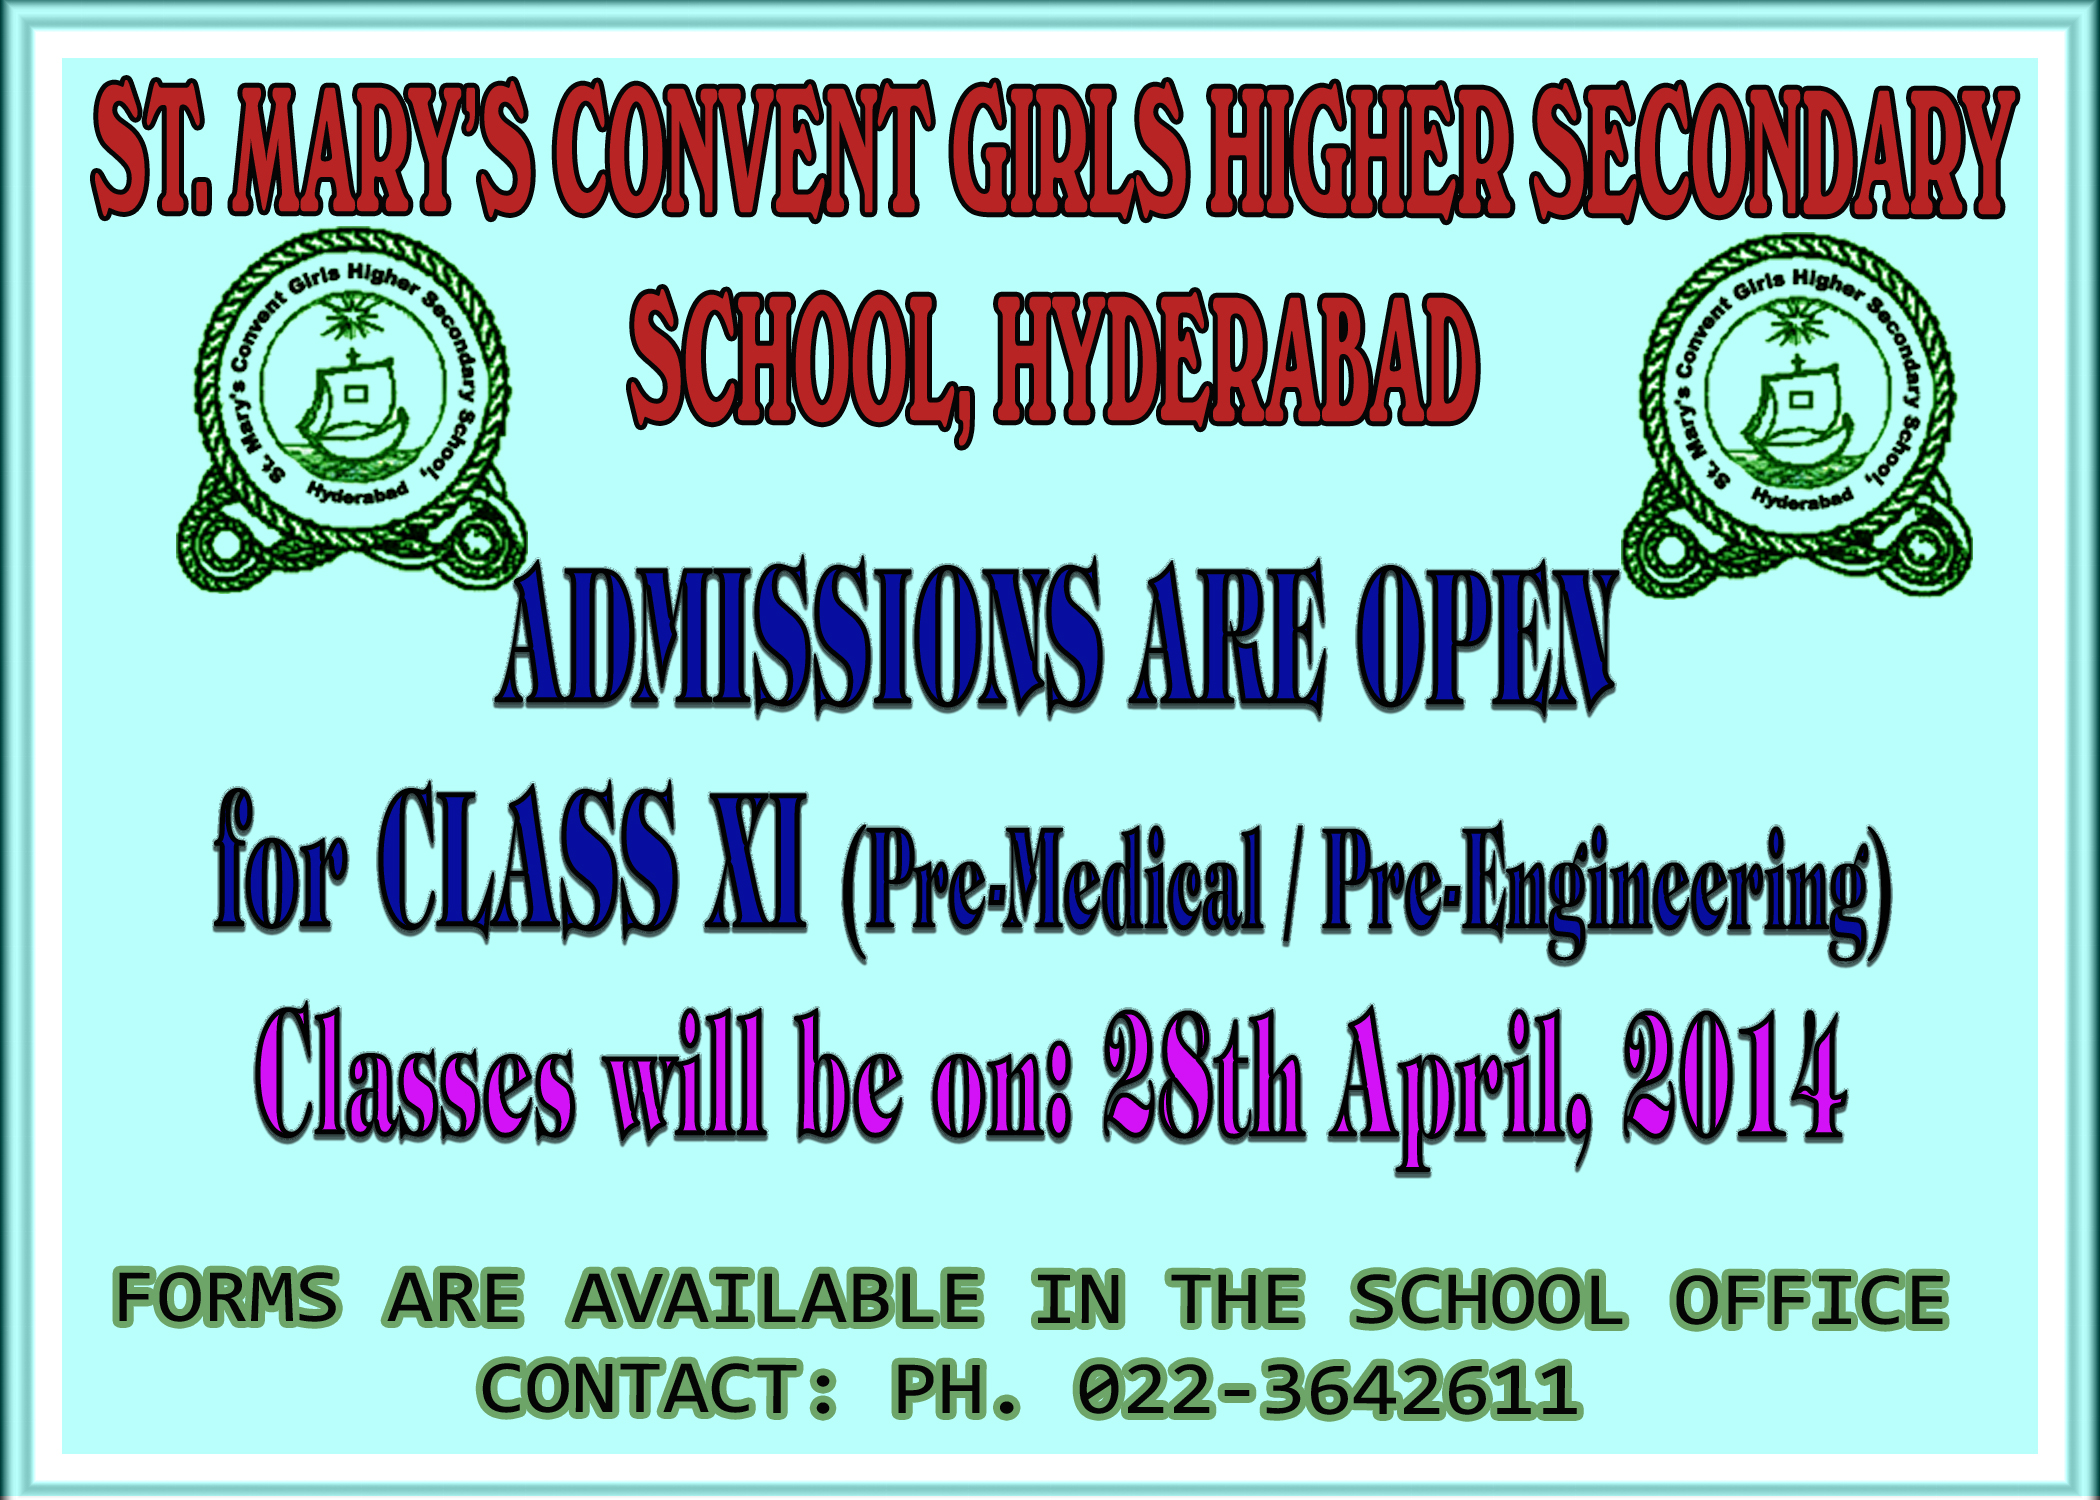 ST. MARY'S CONVENT GIRLS HIGHER SECONDARY
SCHOOL, HYDERABAD
St. Mary's Convent Girls Higher Secondary School,
Hyderabad
St. Mary's Convent Girls Higher Secondary School,
Hyderabad
ADMISSIONS ARE OPEN
for CLASS XI (Pre-Medical / Pre-Engineering)
Classes will be on: 28th April, 2014
FORMS ARE AVAILABLE IN THE SCHOOL OFFICE
CONTACT: PH. 022-3642611